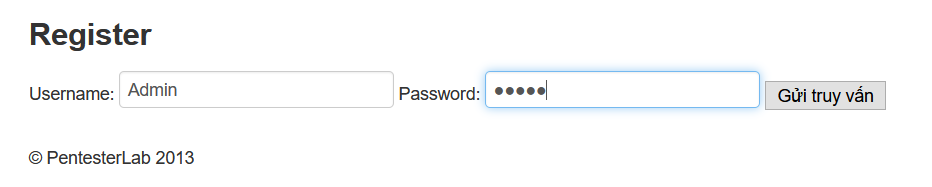 Register
Username: Admin Password: ••••• Gửi truy vấn
© PentesterLab 2013